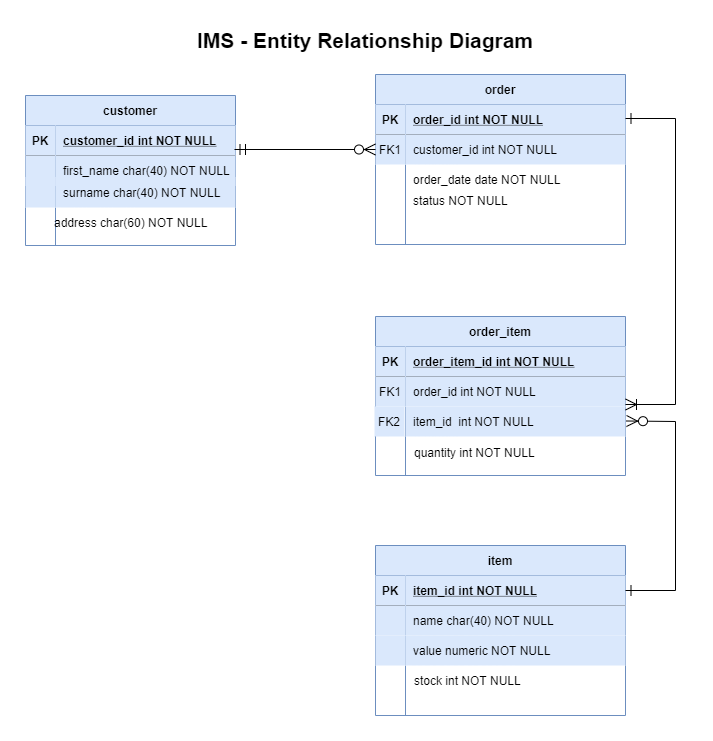 IMS - Entity Relationship Diagram
customer
PK customer_id int NOT NULL
first_name char(40) NOT NULL
surname char(40) NOT NULL
address char(60) NOT NULL
order
PK order_id int NOT NULL
FK1 customer_id int NOT NULL
order_date date NOT NULL
status NOT NULL
order_item
PK order_item_id int NOT NULL
FK1 order_id int NOT NULL
FK2 item_id  int NOT NULL
quantity int NOT NULL
item
PK item_id int NOT NULL
name char(40) NOT NULL
value numeric NOT NULL
stock int NOT NULL